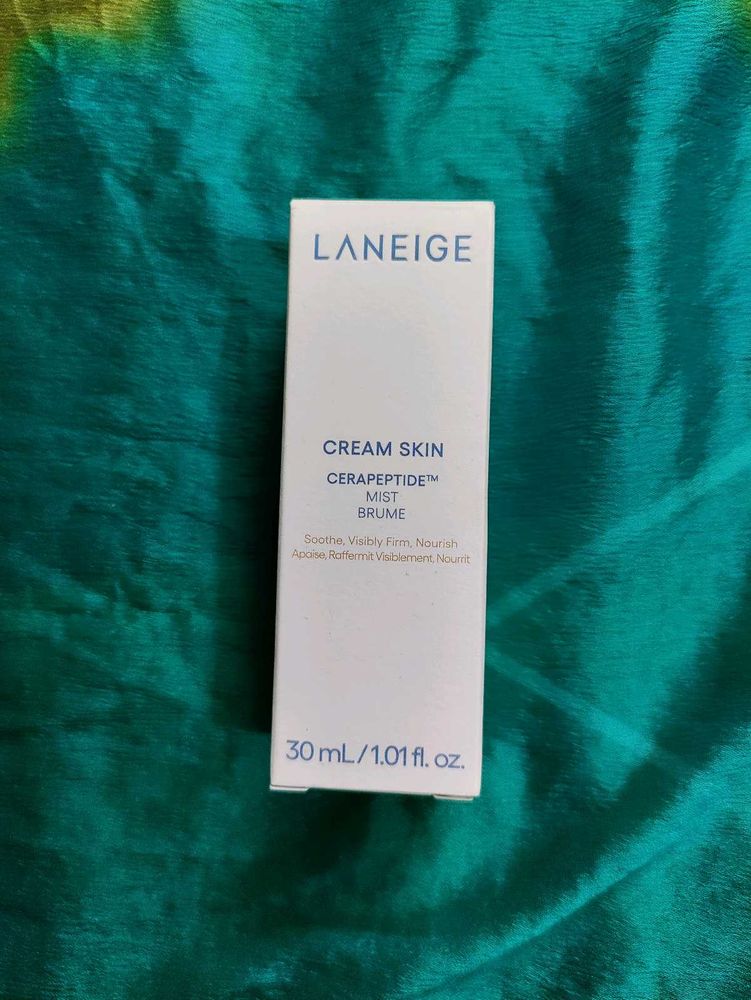 LANEIGE
CREAM SKIN
CERAPEPTIDE™
MIST
BRUME
Soothe, Visibly Firm, Nourish
Apaise, Raffermit Visiblement, Nourrit
30 mL/1.01 fl. oz.